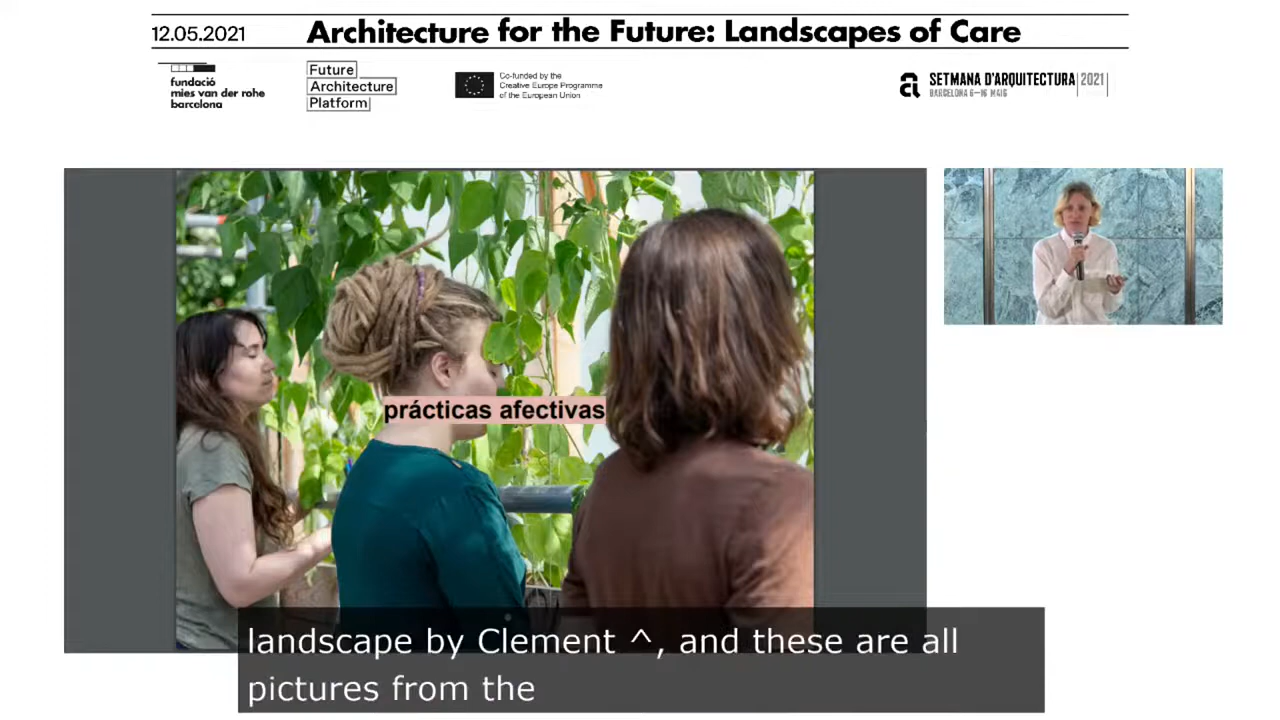 12.05.2021
Architecture for the Future: Landscapes of Care
fundació
mies van der rohe
barcelona
Future
Architecture
Platform
Co-funded by the
Creative Europe Programme
of the European Union
SETMANA D'ARQUITECTURA 2021
BARCELONA 6–16 MAIG
prácticas afectivas
landscape by Clement ^, and these are all
pictures from the